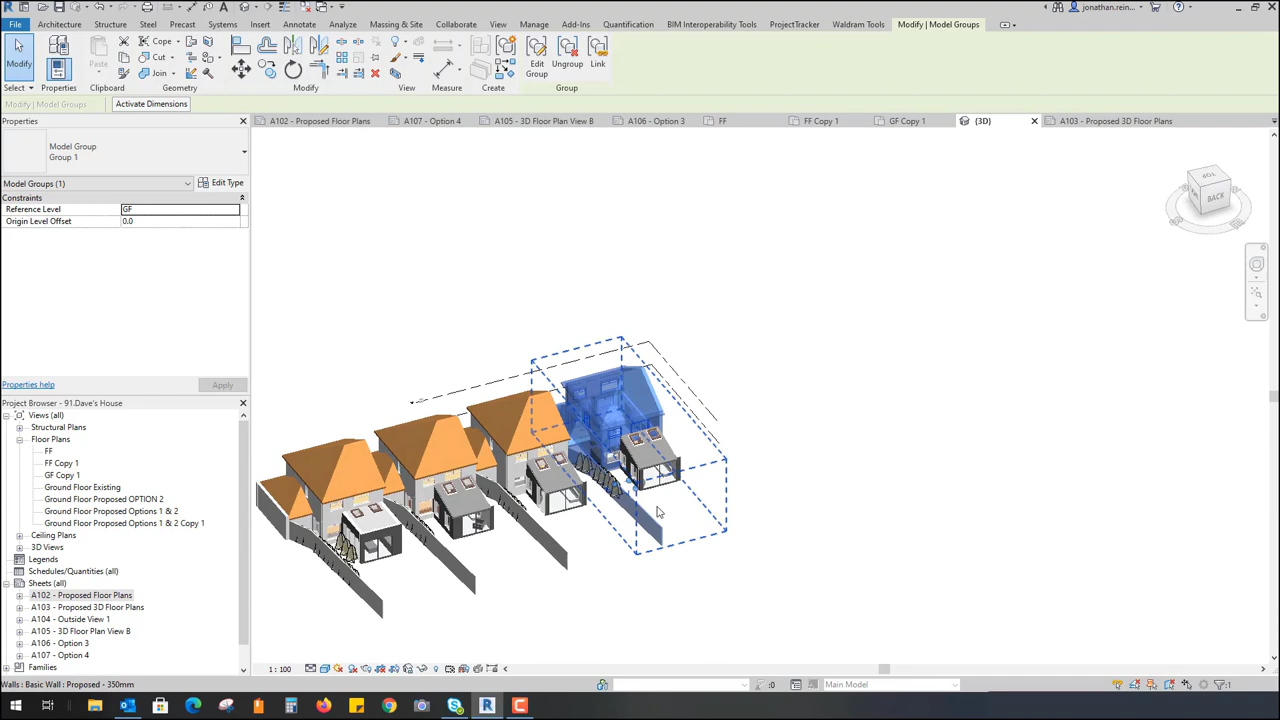 jonathan.rein...
File Architecture Structure Steel Precast Systems Insert Annotate Analyze Massing & Site Collaborate View Manage Add-Ins Quantification BIM Interoperability Tools ProjectTracker Waldram Tools Modify | Model Groups
Modify
Properties
Paste
Cope
Cut
Join
Edit Group
Ungroup
Link
Select
Properties
Clipboard
Geometry
Modify
View
Measure
Create
Group
Modify | Model Groups
Activate Dimensions
Properties
A102 - Proposed Floor Plans
A107 - Option 4
A105 - 3D Floor Plan View B
A106 - Option 3
FF
FF Copy 1
GF Copy 1
(3D)
A103 - Proposed 3D Floor Plans
Model Group
Group 1
Model Groups (1)
Edit Type
Constraints
Reference Level GF
Origin Level Offset 0.0
TOP
BACK
Properties help
Apply
Project Browser - 91.Dave's House
Views (all)
Structural Plans
Floor Plans
FF
FF Copy 1
GF Copy 1
Ground Floor Existing
Ground Floor Proposed OPTION 2
Ground Floor Proposed Options 1 & 2
Ground Floor Proposed Options 1 & 2 Copy 1
Ceiling Plans
3D Views
Legends
Schedules/Quantities (all)
Sheets (all)
A102 - Proposed Floor Plans
A103 - Proposed 3D Floor Plans
A104 - Outside View 1
A105 - 3D Floor Plan View B
A106 - Option 3
A107 - Option 4
Families
1 : 100
Walls : Basic Wall : Proposed - 350mm
:0
Main Model
:1